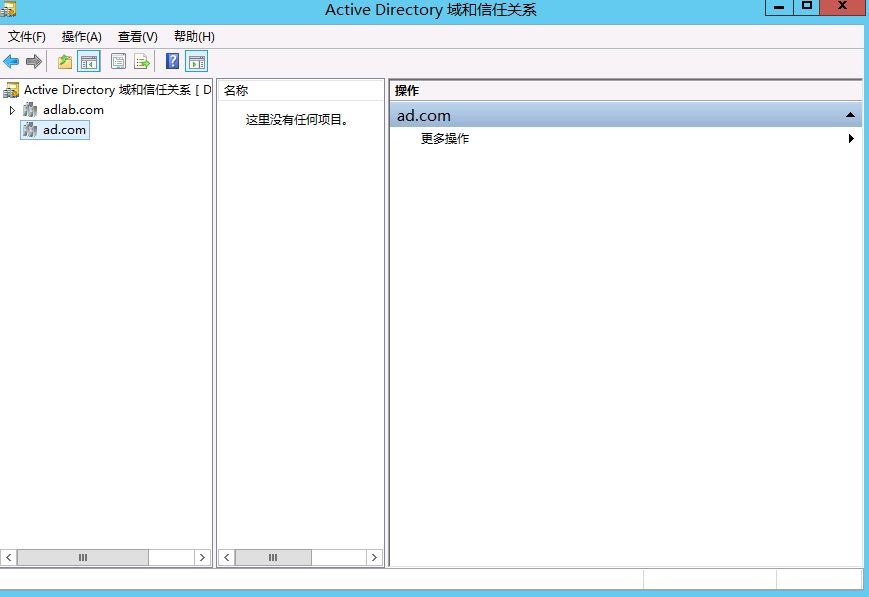 Active Directory 域和信任关系
文件(F) 操作(A) 查看(V) 帮助(H)
Active Directory 域和信任关系 [ D
adlab.com
ad.com
名称
这里没有任何项目。
操作
ad.com
更多操作